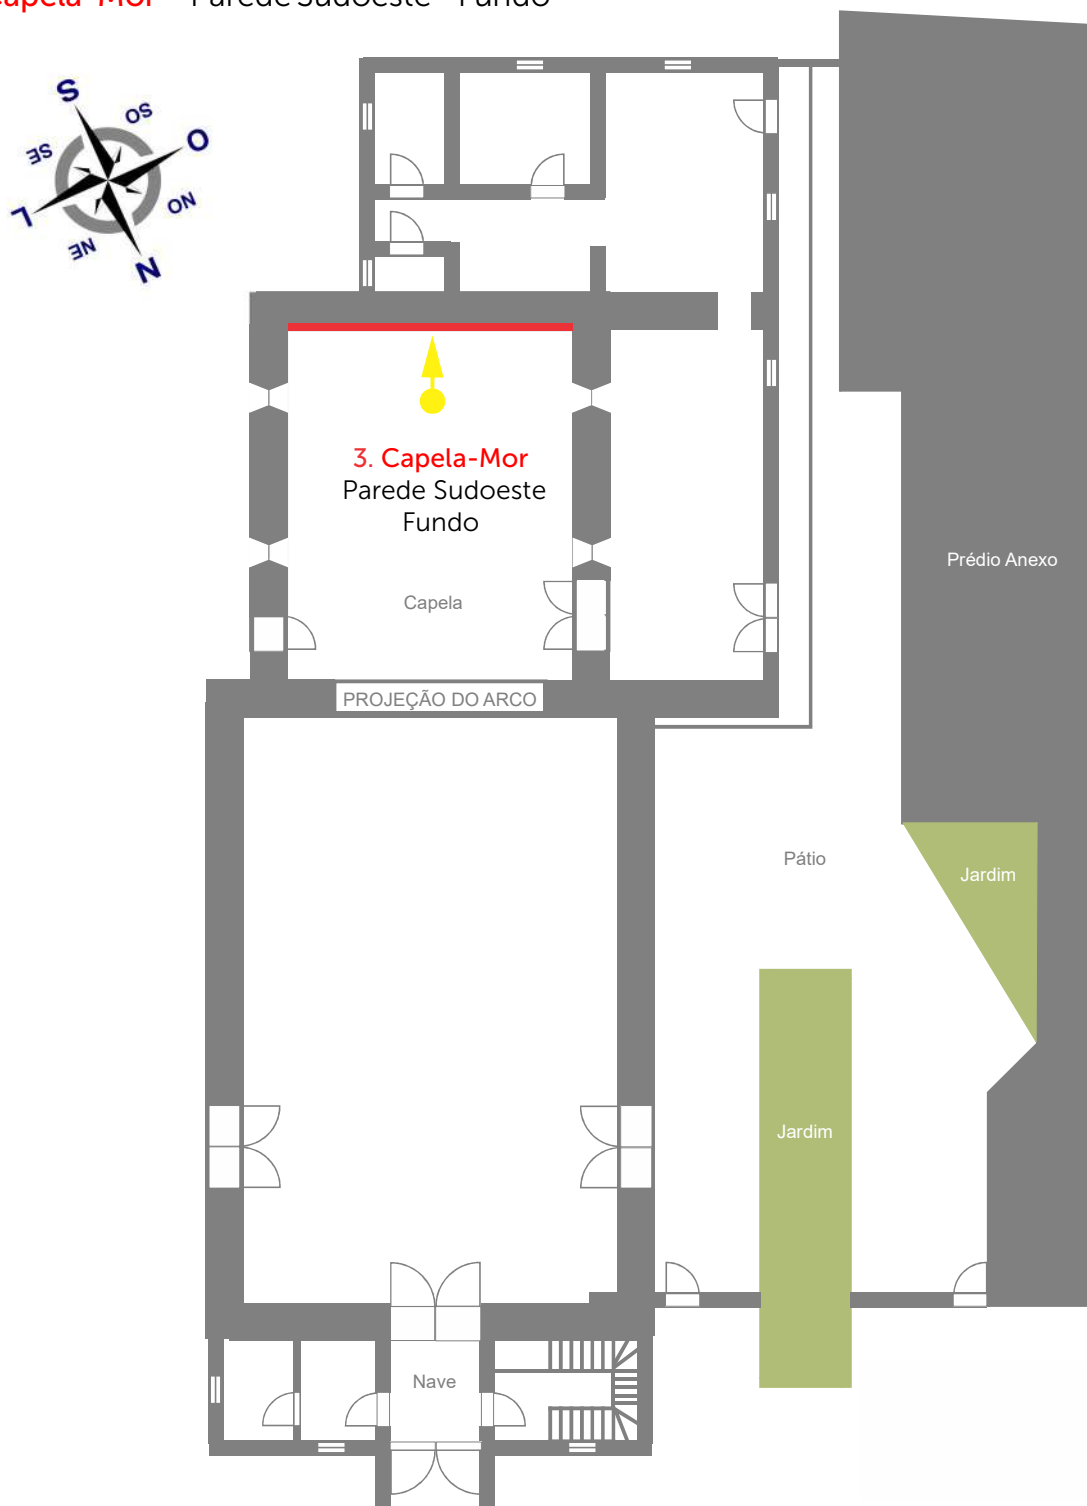 Capela-Mor - Parede Sudoeste - Fundo
S
SO
O
SE
NO
L
NE
N
3. Capela-Mor
Parede Sudoeste
Fundo
Prédio Anexo
Capela
PROJEÇÃO DO ARCO
Pátio
Jardim
Jardim
Nave